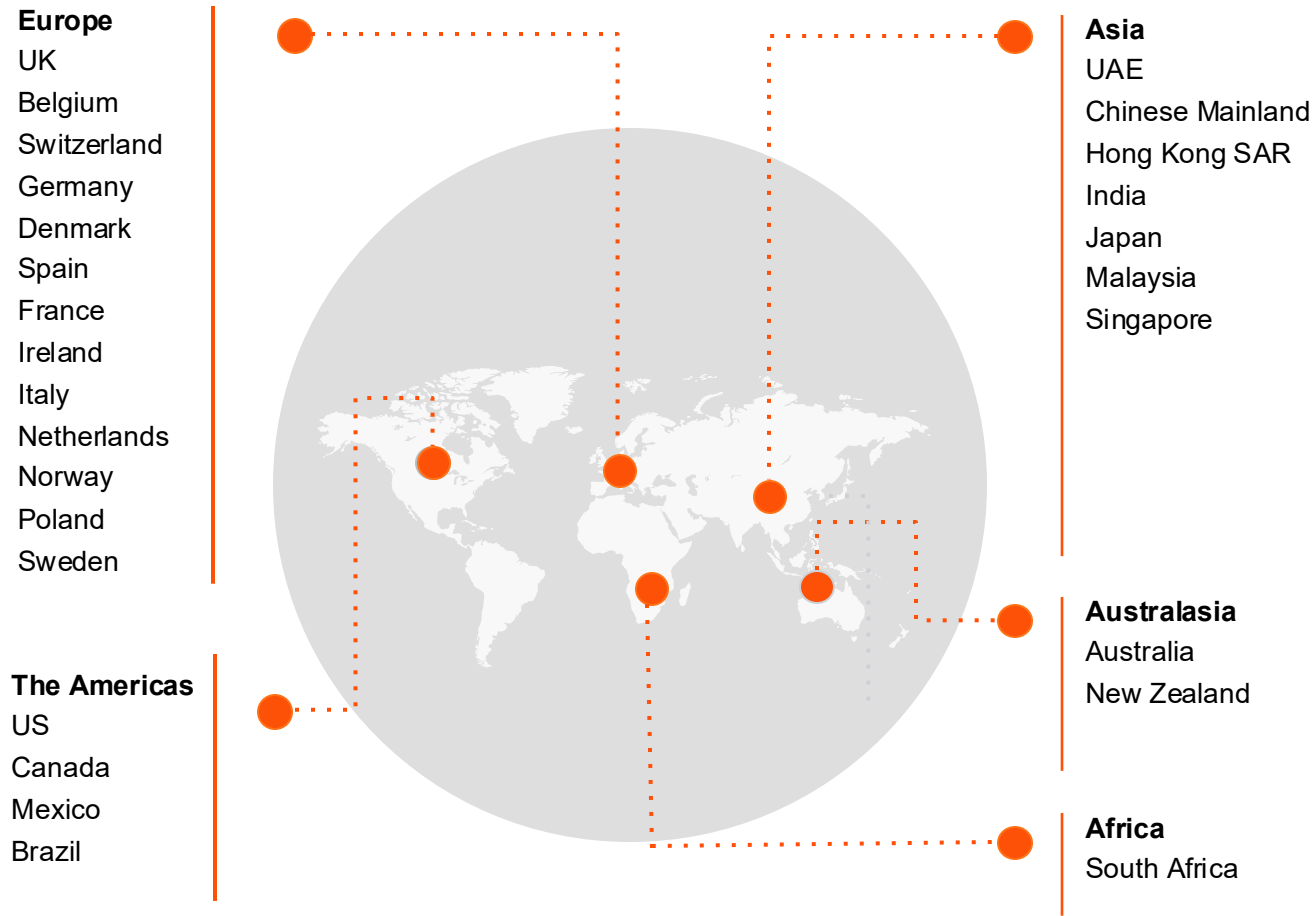 Europe
UK
Belgium
Switzerland
Germany
Denmark
Spain
France
Ireland
Italy
Netherlands
Norway
Poland
Sweden
The Americas
US
Canada
Mexico
Brazil
Asia
UAE
Chinese Mainland
Hong Kong SAR
India
Japan
Malaysia
Singapore
Australasia
Australia
New Zealand
Africa
South Africa